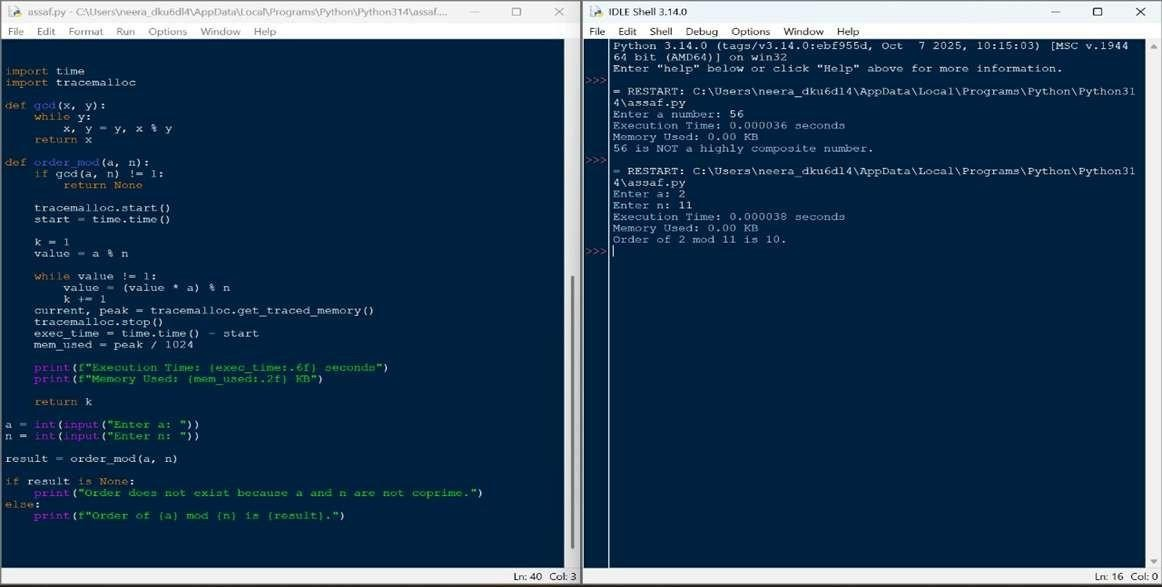 assaf.py - C:\Users\neera_dku6dl4\AppData\Local\Programs\Python\Python314\assaf....
File Edit Format Run Options Window Help
import time
import tracemalloc
def gcd(x, y):
    while y:
        x, y = y, x % y
    return x
def order_mod(a, n):
    if gcd(a, n) != 1:
        return None
    tracemalloc.start()
    start = time.time()
    k = 1
    value = a % n
    while value != 1:
        value = (value * a) % n
        k += 1
    current, peak = tracemalloc.get_traced_memory()
    tracemalloc.stop()
    exec_time = time.time() - start
    mem_used = peak / 1024
    print(f"Execution Time: {exec_time:.6f} seconds")
    print(f"Memory Used: {mem_used:.2f} KB")
    return k
a = int(input("Enter a: "))
n = int(input("Enter n: "))
result = order_mod(a, n)
if result is None:
    print("Order does not exist because a and n are not coprime.")
else:
    print(f"Order of {a} mod {n} is {result}.")
Ln: 40 Col: 3
IDLE Shell 3.14.0
File Edit Shell Debug Options Window Help
Python 3.14.0 (tags/v3.14.0:ebf955d, Oct  7 2025, 10:15:03) [MSC v.1944
64 bit (AMD64)] on win32
Enter "help" below or click "Help" above for more information.
>>>
= RESTART: C:\Users\neera_dku6dl4\AppData\Local\Programs\Python\Python31
4\assaf.py
Enter a number: 56
Execution Time: 0.000036 seconds
Memory Used: 0.00 KB
56 is NOT a highly composite number.
>>>
= RESTART: C:\Users\neera_dku6dl4\AppData\Local\Programs\Python\Python31
4\assaf.py
Enter a: 2
Enter n: 11
Execution Time: 0.000038 seconds
Memory Used: 0.00 KB
Order of 2 mod 11 is 10.
>>>
Ln: 16 Col: 0